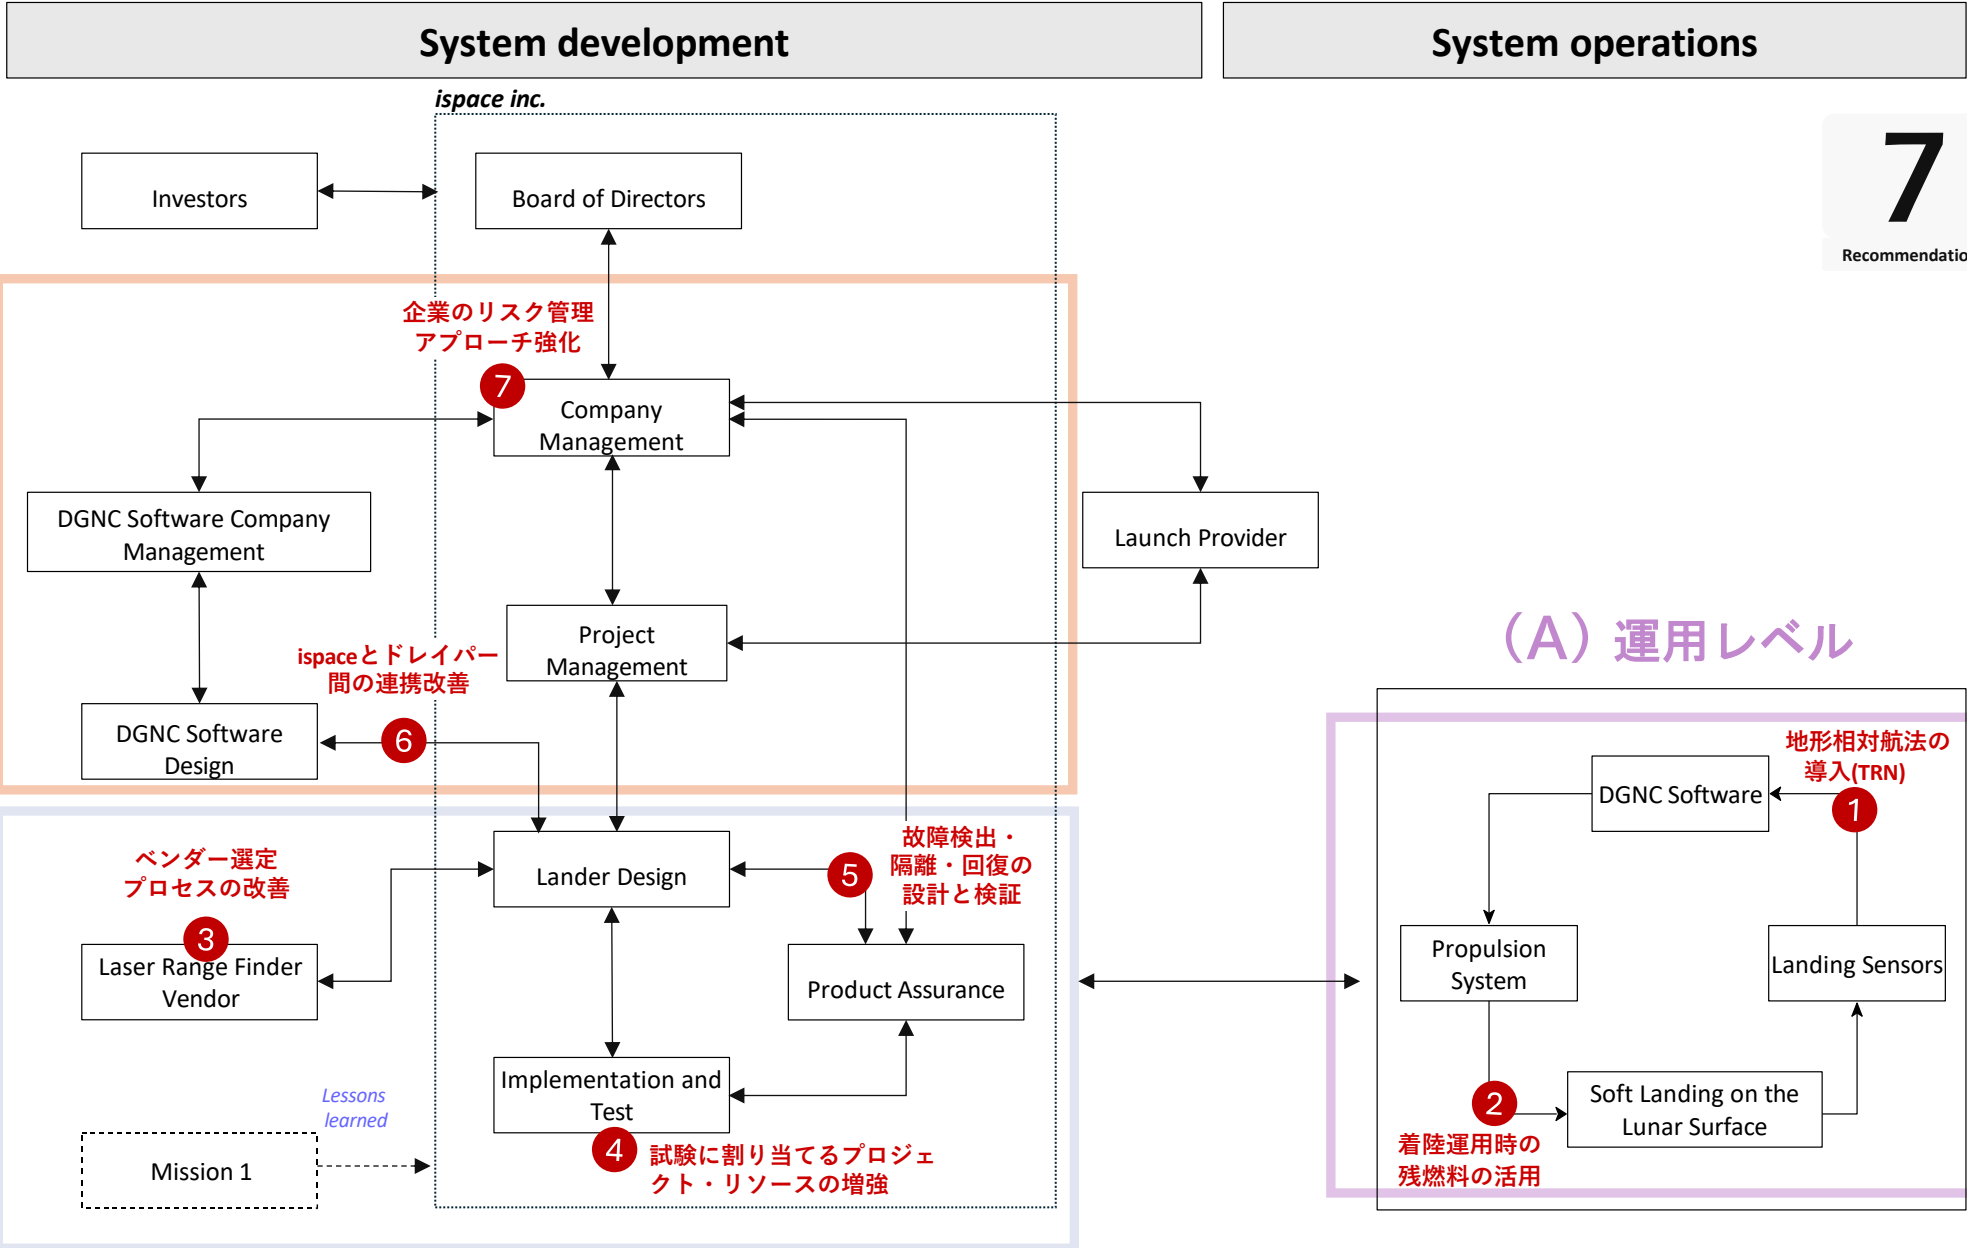 System development
System operations
ispace inc.
7
Recommendatio
Investors
Board of Directors
企業のリスク管理
アプローチ強化
7
Company
Management
DGNC Software Company
Management
Launch Provider
Project
Management
ispaceとドレイパー
間の連携改善
6
DGNC Software
Design
(A) 運用レベル
地形相対航法の
導入(TRN)
1
DGNC Software
ベンダー選定
プロセスの改善
3
Laser Range Finder
Vendor
Lander Design
5
故障検出・
隔離・回復の
設計と検証
Product Assurance
Propulsion
System
Landing Sensors
Implementation and
Test
4
試験に割り当てるプロジェ
クト・リソースの増強
Lessons
learned
Mission 1
2
着陸運用時の
残燃料の活用
Soft Landing on the
Lunar Surface